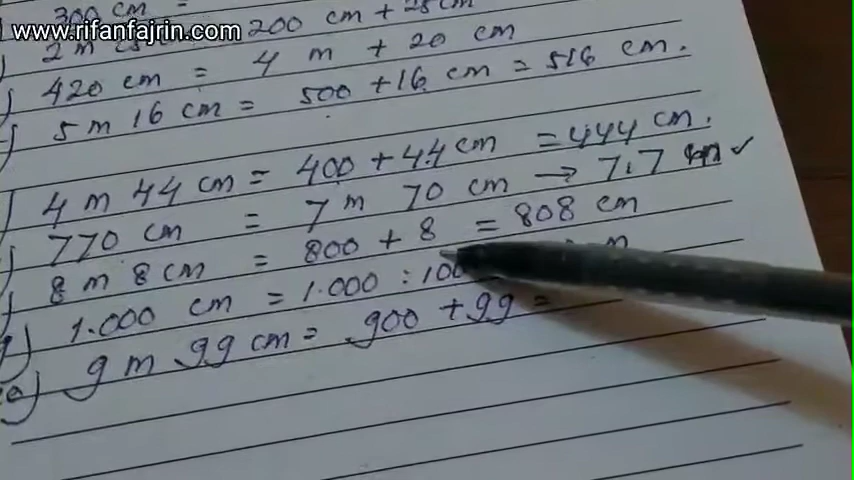 300 cm =
www.rifanfajrin.com
2 m 200 cm + 28 cm
420 cm = 4 m + 20 cm
5 m 16 cm = 500 + 16 cm = 516 cm.
4 m 44 cm = 400 + 44 cm = 444 cm.
770 cm = 7 m 70 cm → 7,7 m ✓
8 m 8 cm = 800 + 8 = 808 cm
1.000 cm = 1.000 : 100 m
9 m 99 cm = 900 + 99 =